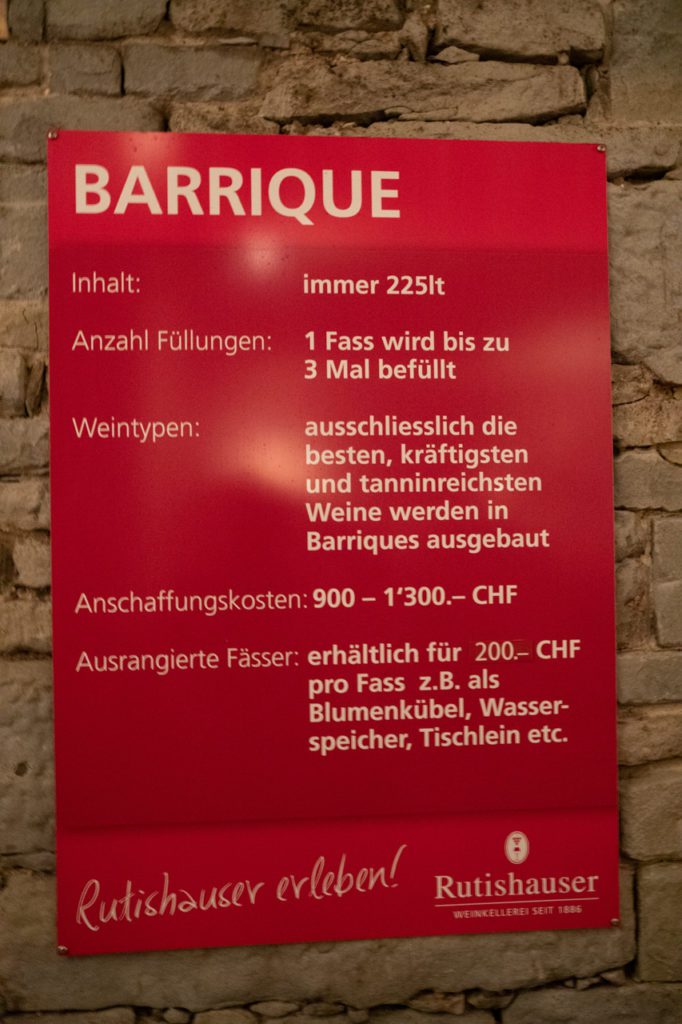 BARRIQUE
Inhalt: immer 225lt
Anzahl Füllungen: 1 Fass wird bis zu
3 Mal befüllt
Weintypen: ausschliesslich die
besten, kräftigsten
und tanninreichsten
Weine werden in
Barriques ausgebaut
Anschaffungskosten: 900 – 1‘300.– CHF
Ausrangierte Fässer: erhältlich für 200.– CHF
pro Fass z.B. als
Blumenkübel, Wasser-
speicher, Tischlein etc.
Rutishauser erleben!
Rutishauser
WEINKELLEREI SEIT 1886